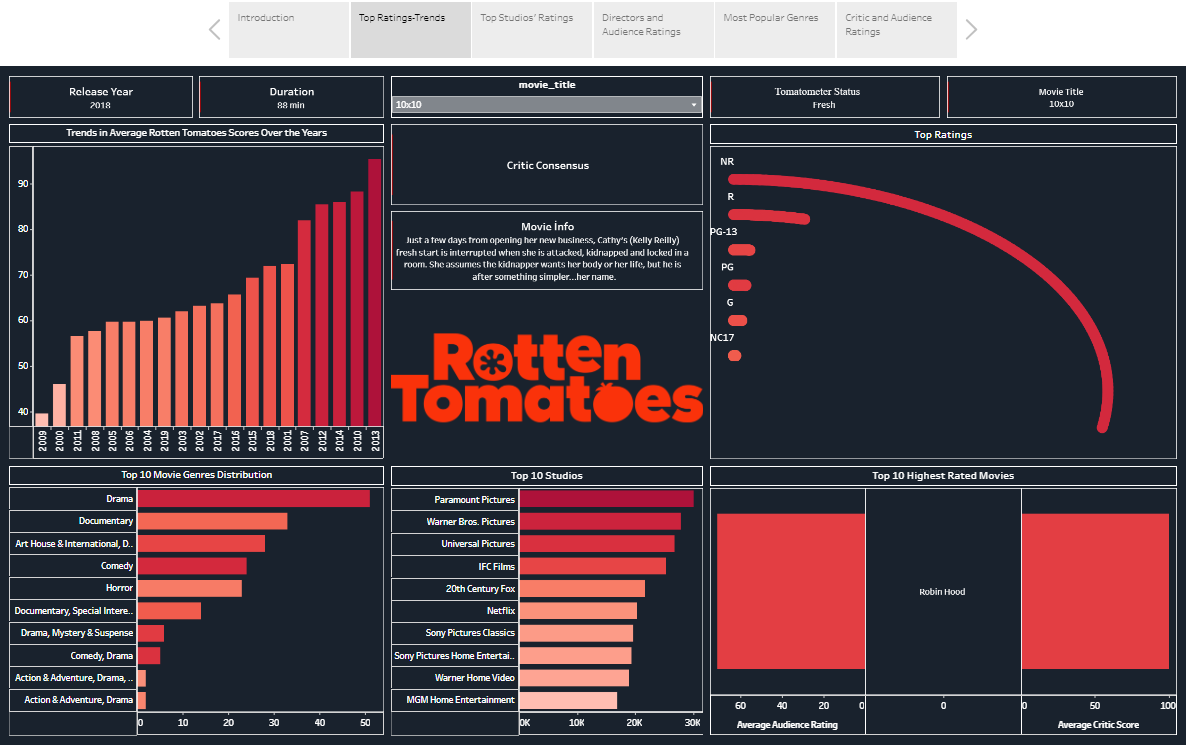 Introduction
Top Ratings-Trends
Top Studios' Ratings
Directors and
Audience Ratings
Most Popular Genres
Critic and Audience
Ratings
Release Year
2018
Duration
88 min
movie_title
10x10
Tomatometer Status
Fresh
Movie Title
10x10
Trends in Average Rotten Tomatoes Scores Over the Years
90
80
70
60
50
40
2009
2000
2011
2008
2005
2006
2004
2019
2003
2002
2017
2016
2015
2018
2001
2007
2012
2014
2010
2013
Critic Consensus
Movie İnfo
Just a few days from opening her new business, Cathy's (Kelly Reilly)
fresh start is interrupted when she is attacked, kidnapped and locked in a
room. She assumes the kidnapper wants her body or her life, but he is
after something simpler...her name.
Rotten
Tomatoes
Top Ratings
NR
R
PG-13
PG
G
NC17
Top 10 Movie Genres Distribution
Drama
Documentary
Art House & International, D..
Comedy
Horror
Documentary, Special Intere..
Drama, Mystery & Suspense
Comedy, Drama
Action & Adventure, Drama, ..
Action & Adventure, Drama
0 10 20 30 40 50
Top 10 Studios
Paramount Pictures
Warner Bros. Pictures
Universal Pictures
IFC Films
20th Century Fox
Netflix
Sony Pictures Classics
Sony Pictures Home Entertai..
Warner Home Video
MGM Home Entertainment
0K 10K 20K 30K
Top 10 Highest Rated Movies
Robin Hood
60 40 20 0
0
0 50 100
Average Audience Rating
Average Critic Score